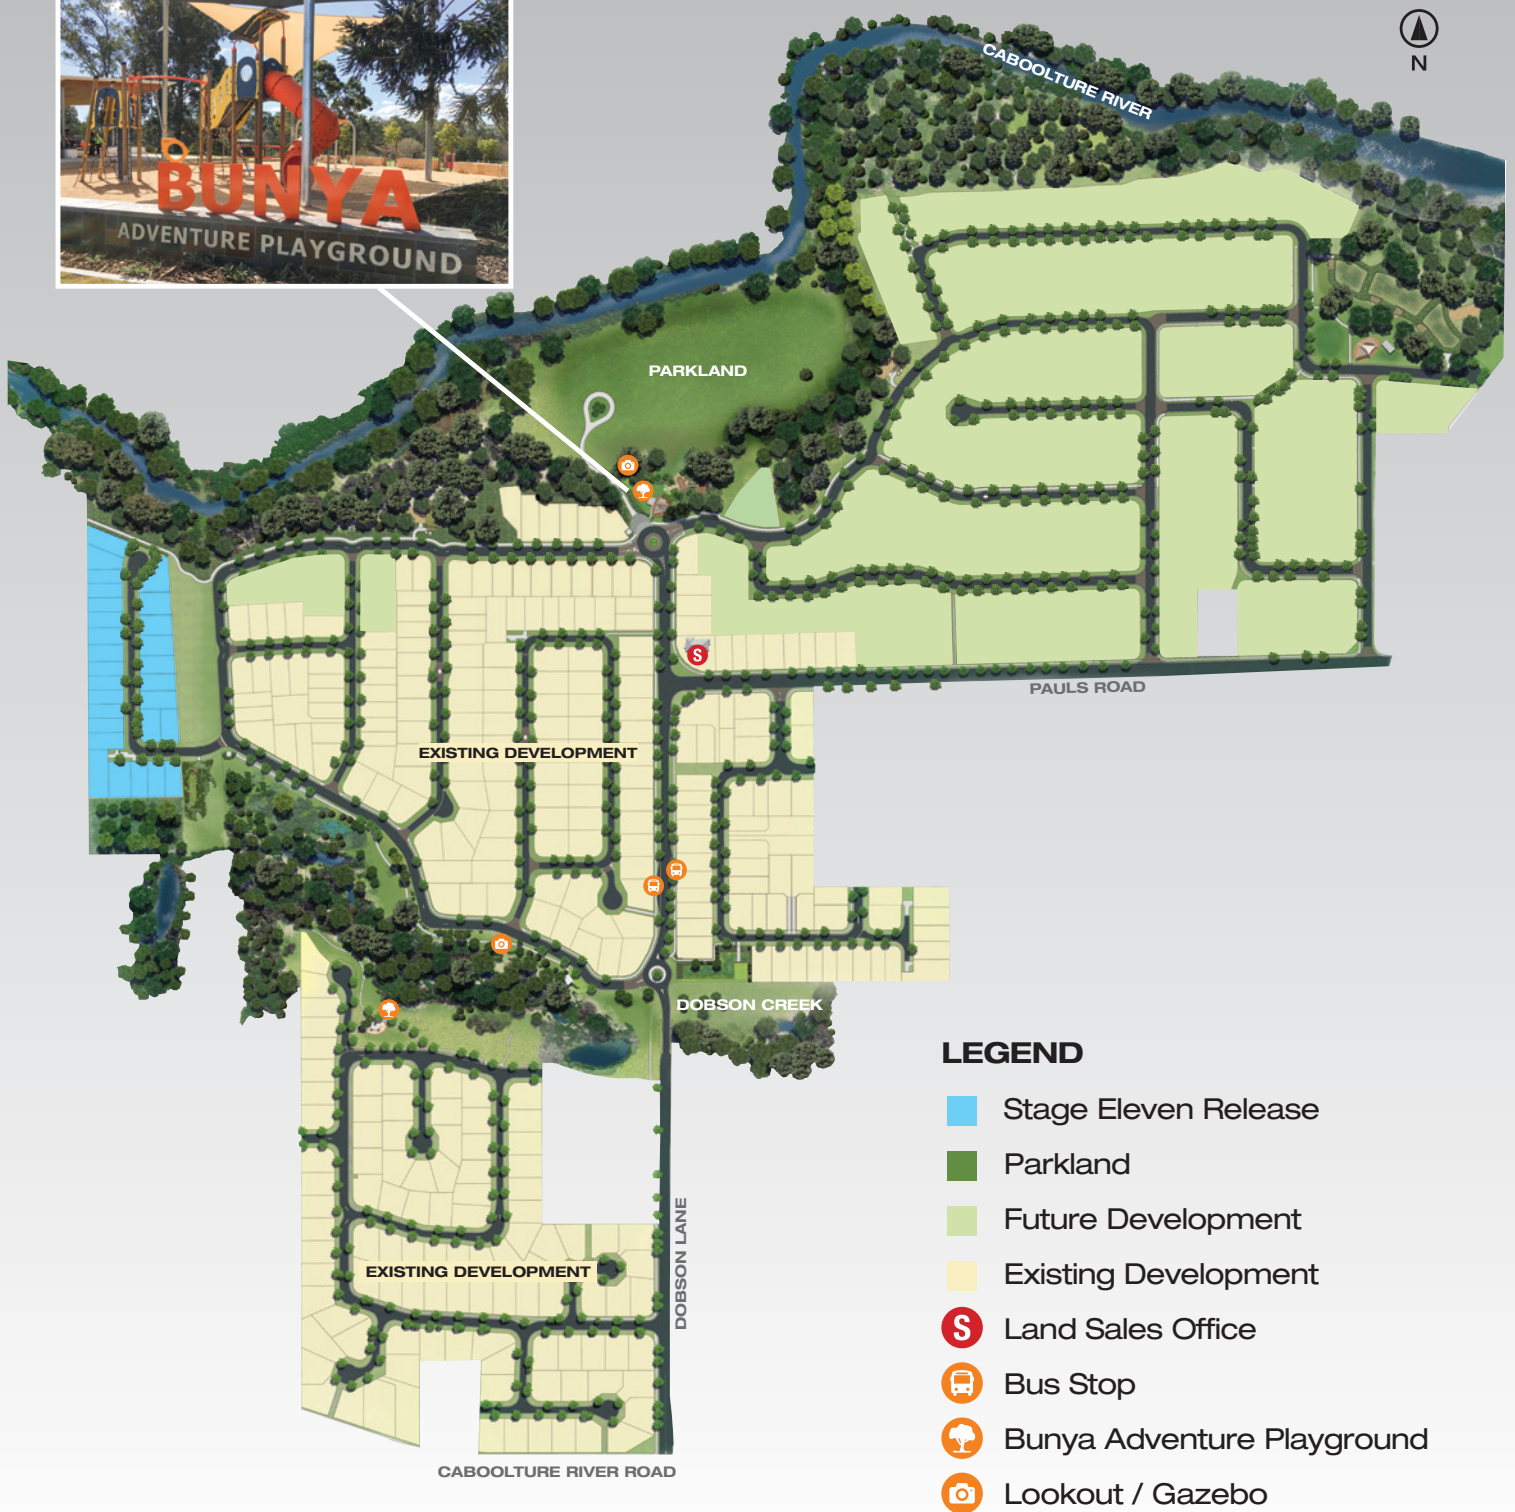 BUNYA
ADVENTURE PLAYGROUND
N
CABOOLTURE RIVER
PARKLAND
S
PAULS ROAD
EXISTING DEVELOPMENT
DOBSON CREEK
DOBSON LANE
EXISTING DEVELOPMENT
CABOOLTURE RIVER ROAD
LEGEND
Stage Eleven Release
Parkland
Future Development
Existing Development
S Land Sales Office
Bus Stop
Bunya Adventure Playground
Lookout / Gazebo